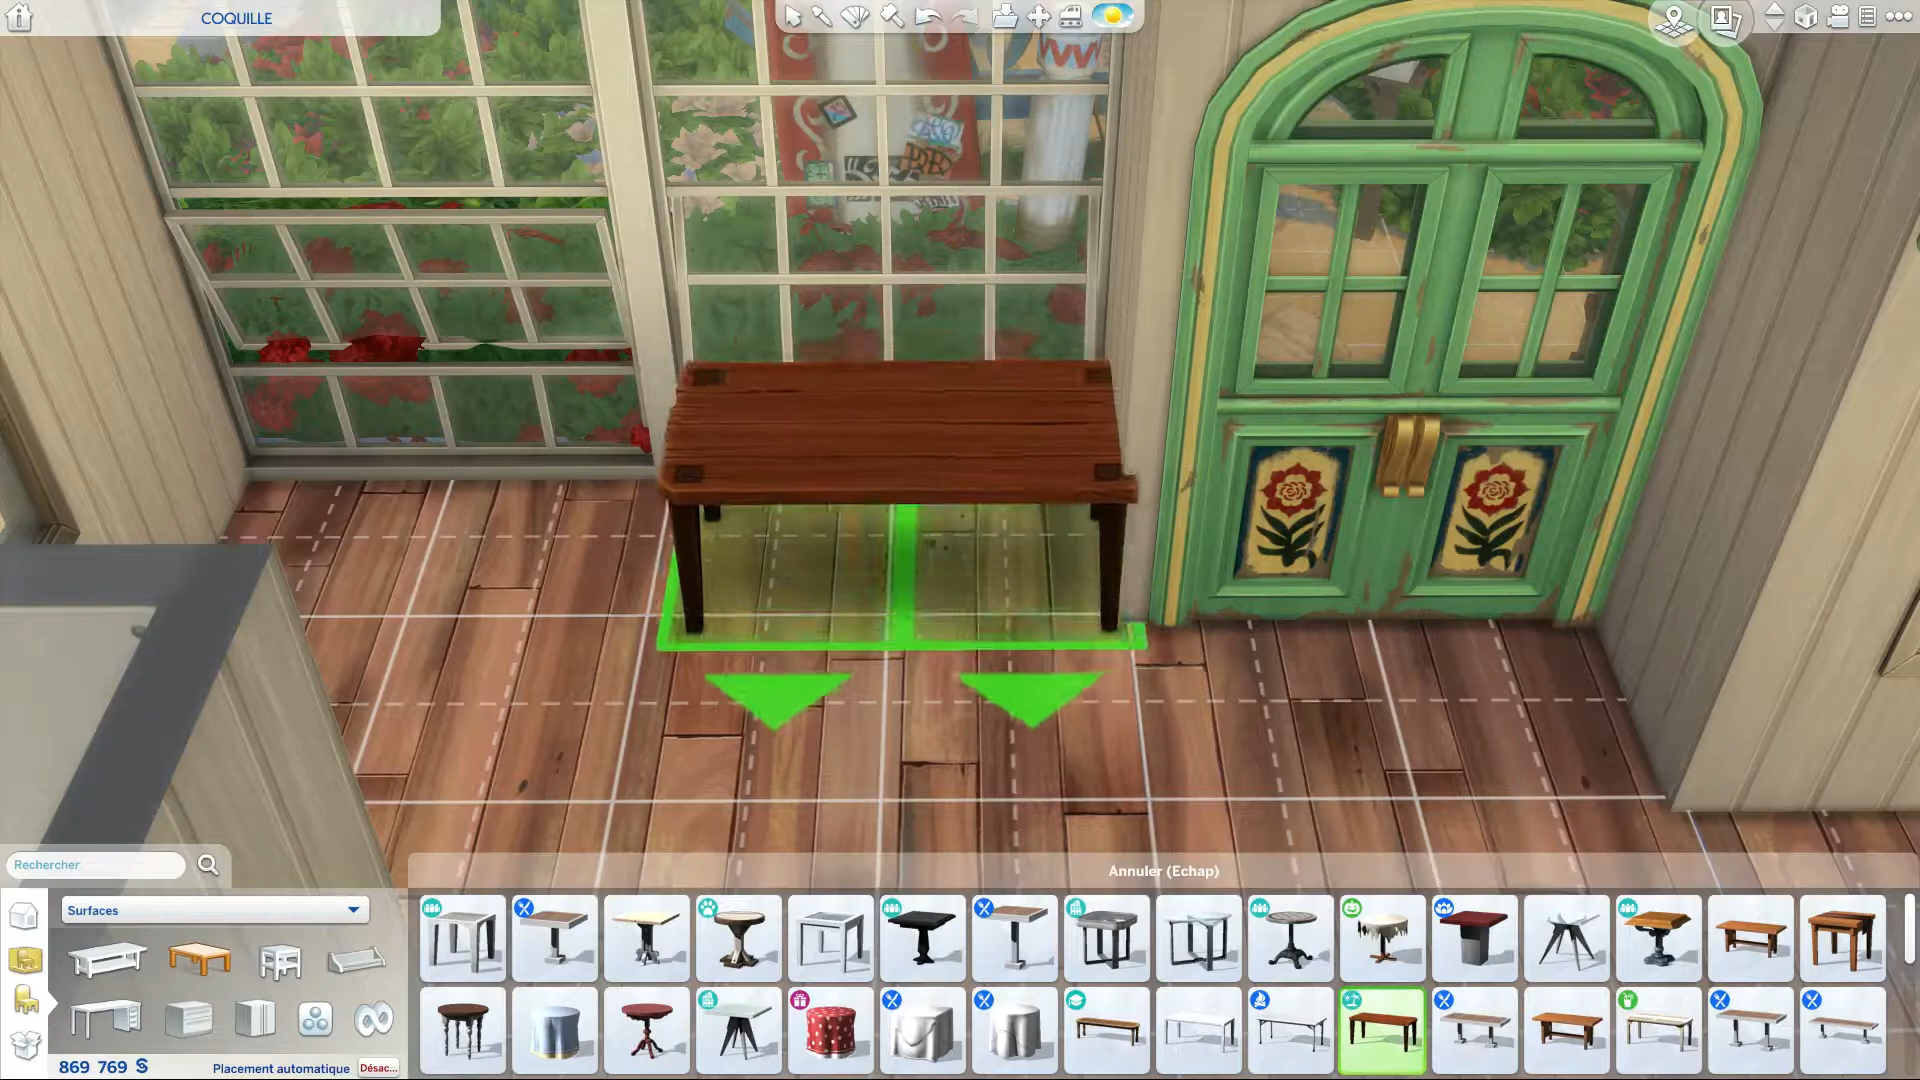 COQUILLE
Annuler (Echap)
Rechercher
Surfaces
869 769 §
Placement automatique
Désac...